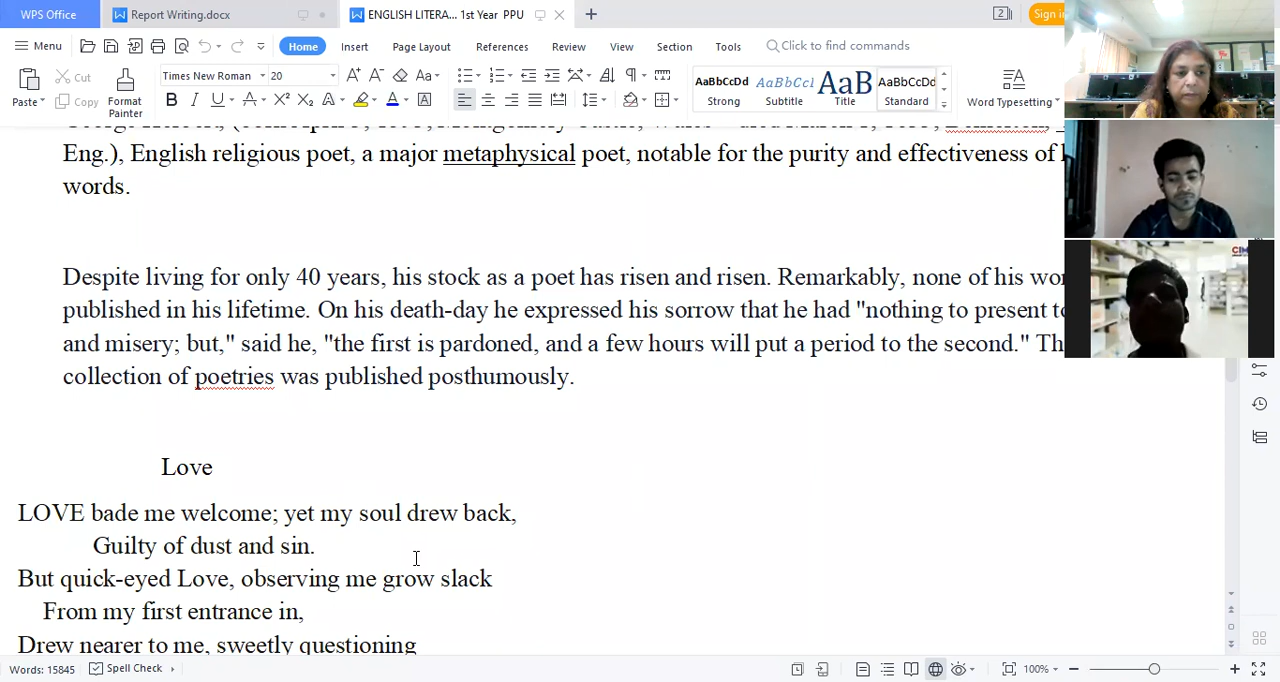 WPS Office
Report Writing.docx
ENGLISH LITERA... 1st Year PPU
Sign in
Menu
Home
Insert
Page Layout
References
Review
View
Section
Tools
Click to find commands
Paste
Cut
Copy
Format
Painter
Times New Roman
20
AaBbCcDd
Strong
AaBbCcl
Subtitle
AaB
Title
AaBbCcDd
Standard
Word Typesetting
Eng.), English religious poet, a major metaphysical poet, notable for the purity and effectiveness of
words.
Despite living for only 40 years, his stock as a poet has risen and risen. Remarkably, none of his
published in his lifetime. On his death-day he expressed his sorrow that he had "nothing to present
and misery; but," said he, "the first is pardoned, and a few hours will put a period to the second."
collection of poetries was published posthumously.
Love
LOVE bade me welcome; yet my soul drew back,
Guilty of dust and sin.
But quick-eyed Love, observing me grow slack
From my first entrance in,
Drew nearer to me, sweetly questioning
Words: 15845
Spell Check
100%